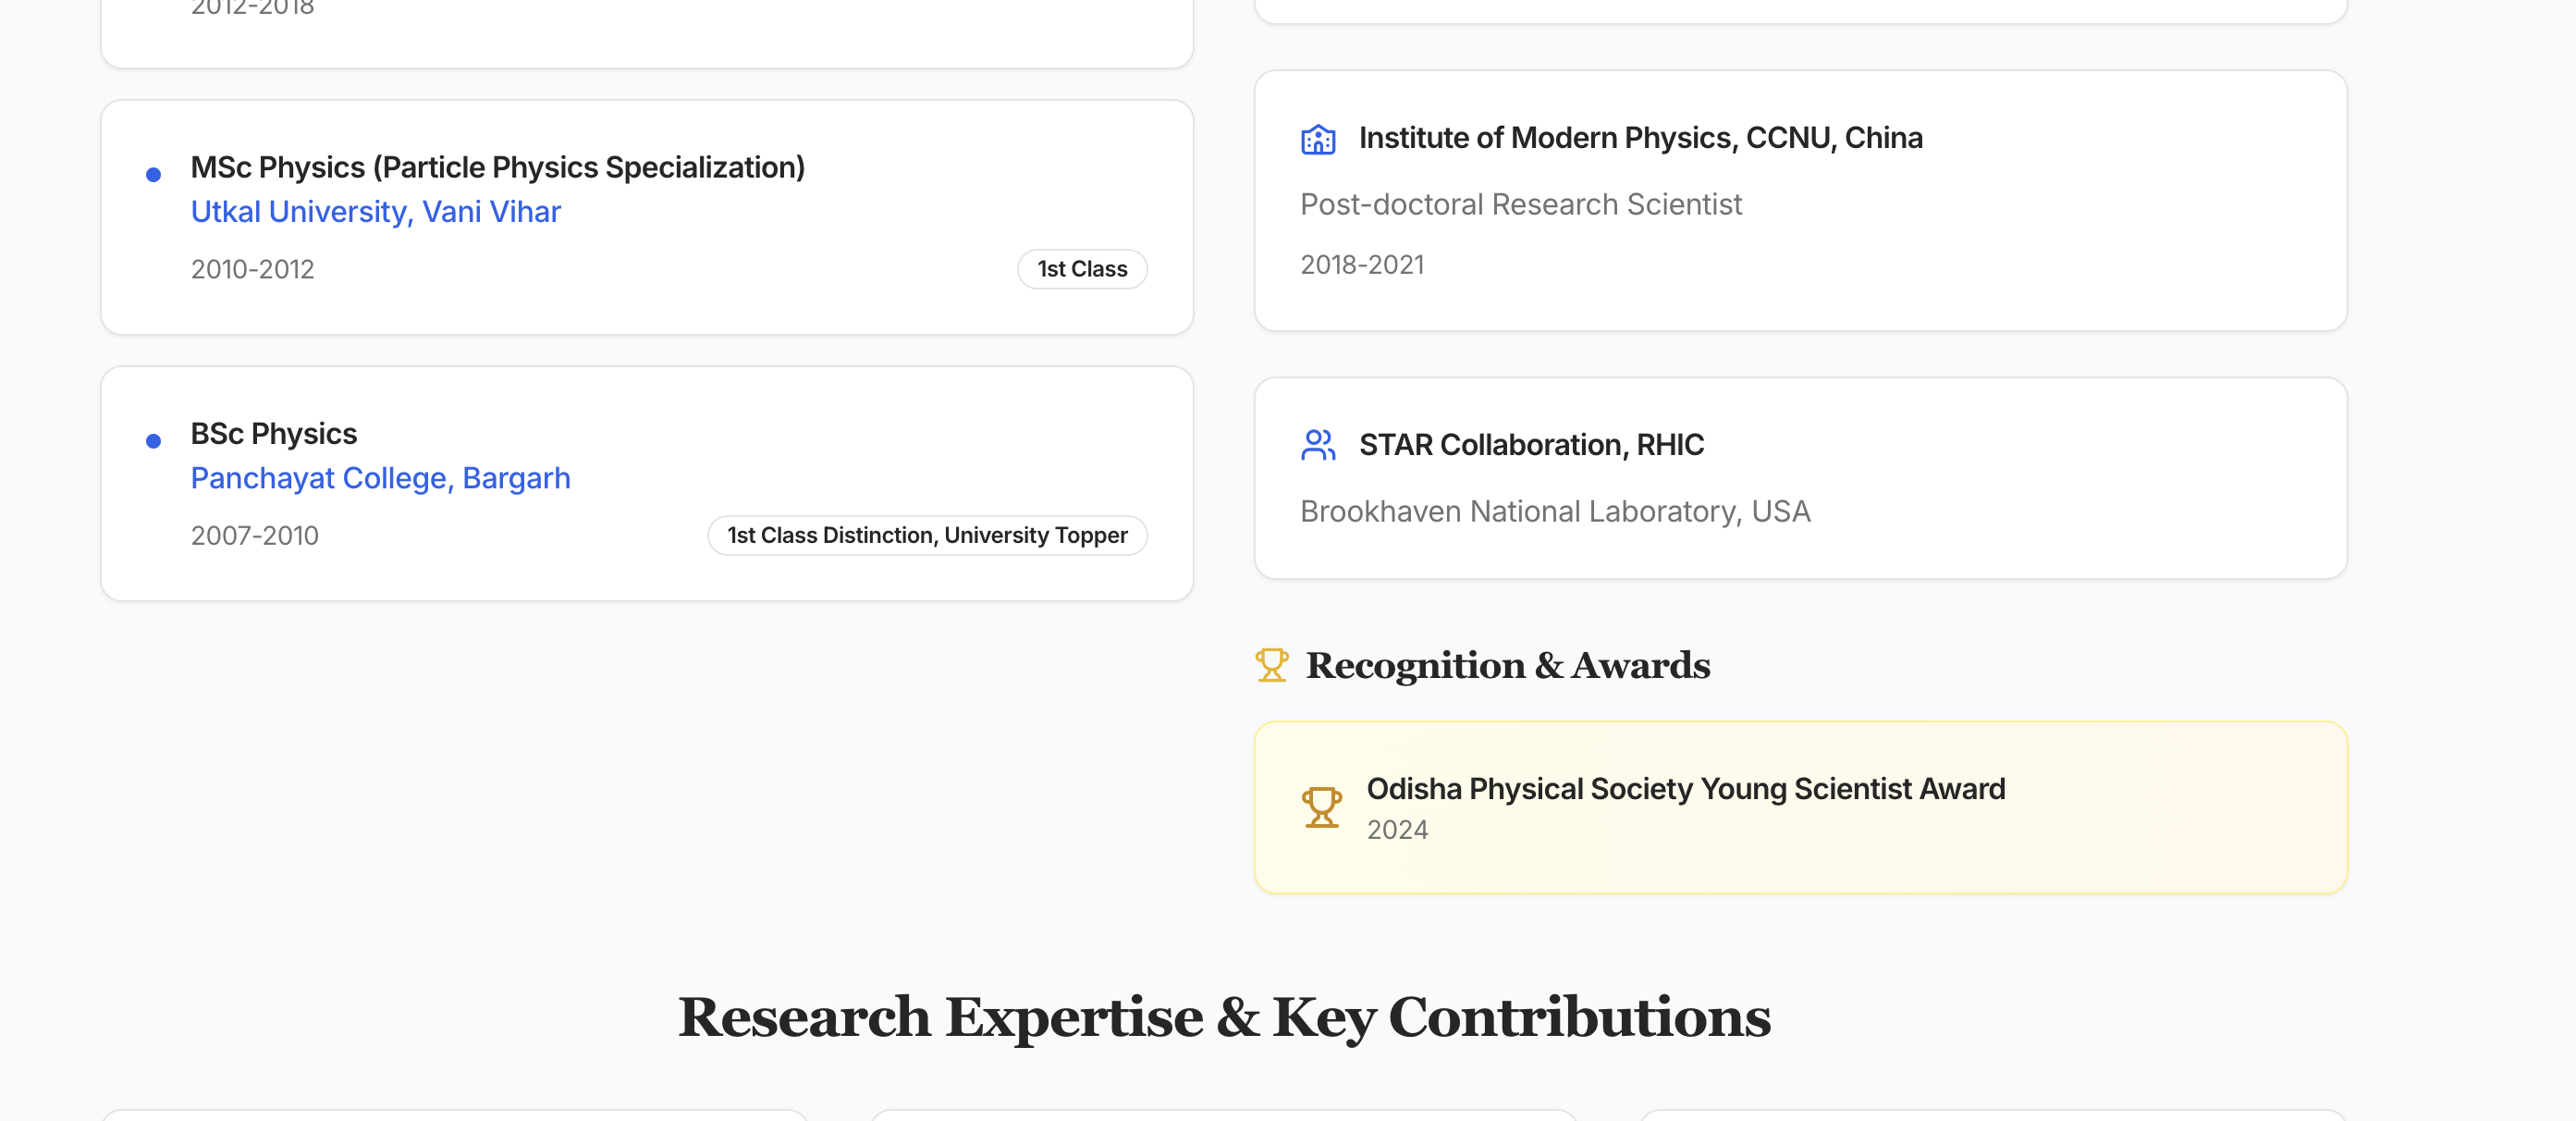 2012-2018
MSc Physics (Particle Physics Specialization)
Utkal University, Vani Vihar
2010-2012
1st Class
BSc Physics
Panchayat College, Bargarh
2007-2010
1st Class Distinction, University Topper
Institute of Modern Physics, CCNU, China
Post-doctoral Research Scientist
2018-2021
STAR Collaboration, RHIC
Brookhaven National Laboratory, USA
Recognition & Awards
Odisha Physical Society Young Scientist Award
2024
Research Expertise & Key Contributions